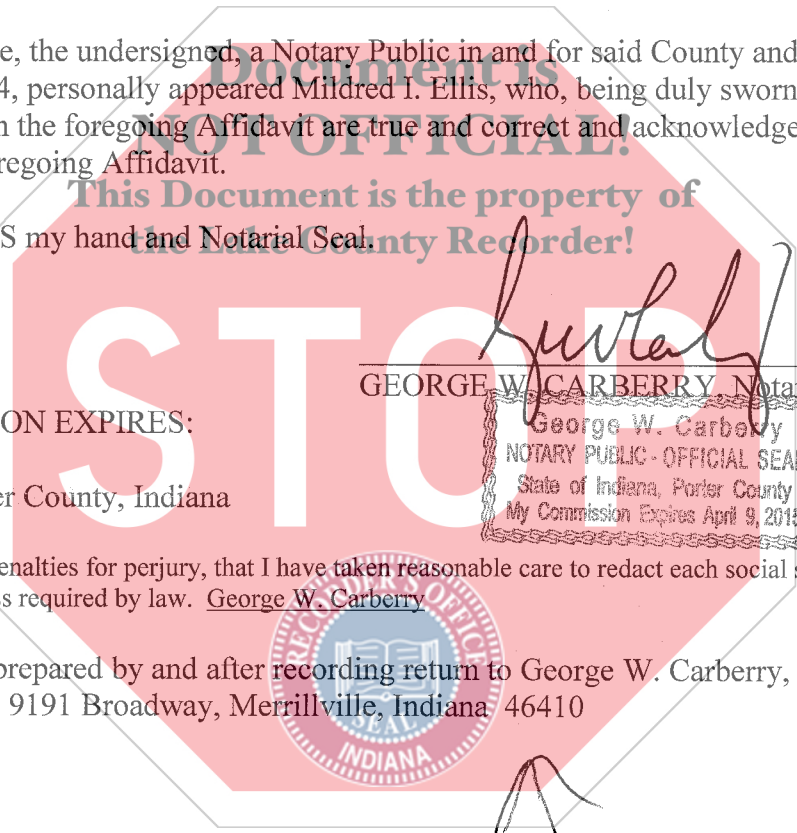 e, the undersigned, a Notary Public in and for said County and
Document is
4, personally appeared Mildred I. Ellis, who, being duly sworn
NOT OFFICIAL!
n the foregoing Affidavit are true and correct and acknowledge
regoing Affidavit.
This Document is the property of
the Lake County Recorder!
S my hand and Notarial Seal.
STOP
GEORGE W. CARBERRY, Nota
ON EXPIRES:
George W. Carberry
NOTARY PUBLIC - OFFICIAL SEAL
State of Indiana, Porter County
My Commission Expires April 9, 2015
er County, Indiana
enalties for perjury, that I have taken reasonable care to redact each social s
s required by law. George W. Carberry
RECORDER'S OFFICE
prepared by and after recording return to George W. Carberry,
9191 Broadway, Merrillville, Indiana 46410
SEAL
INDIANA